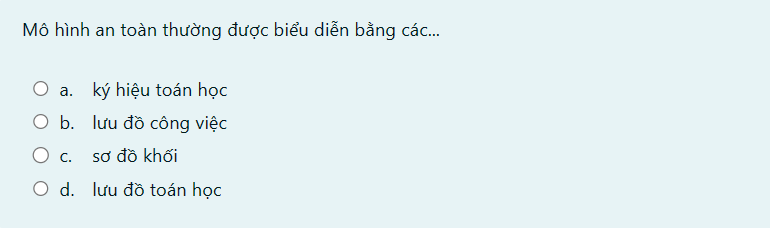 Mô hình an toàn thường được biểu diễn bằng các...
a. ký hiệu toán học
b. lưu đồ công việc
c. sơ đồ khối
d. lưu đồ toán học